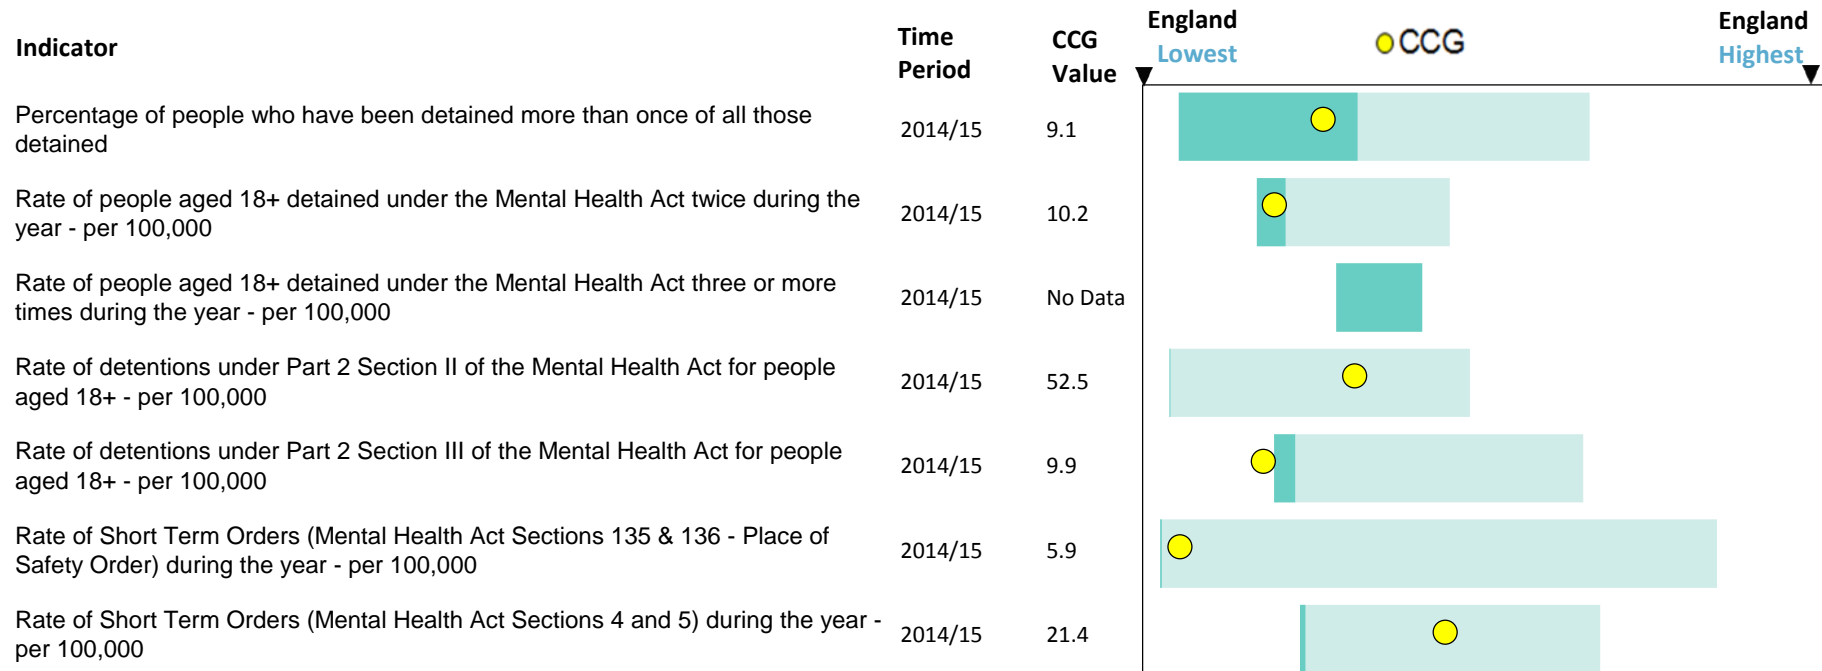 Indicator
Time
Period
CCG
Value
England
Lowest
CCG
England
Highest
Percentage of people who have been detained more than once of all those
detained
2014/15
9.1
Rate of people aged 18+ detained under the Mental Health Act twice during the
year - per 100,000
2014/15
10.2
Rate of people aged 18+ detained under the Mental Health Act three or more
times during the year - per 100,000
2014/15
No Data
Rate of detentions under Part 2 Section II of the Mental Health Act for people
aged 18+ - per 100,000
2014/15
52.5
Rate of detentions under Part 2 Section III of the Mental Health Act for people
aged 18+ - per 100,000
2014/15
9.9
Rate of Short Term Orders (Mental Health Act Sections 135 & 136 - Place of
Safety Order) during the year - per 100,000
2014/15
5.9
Rate of Short Term Orders (Mental Health Act Sections 4 and 5) during the year -
per 100,000
2014/15
21.4